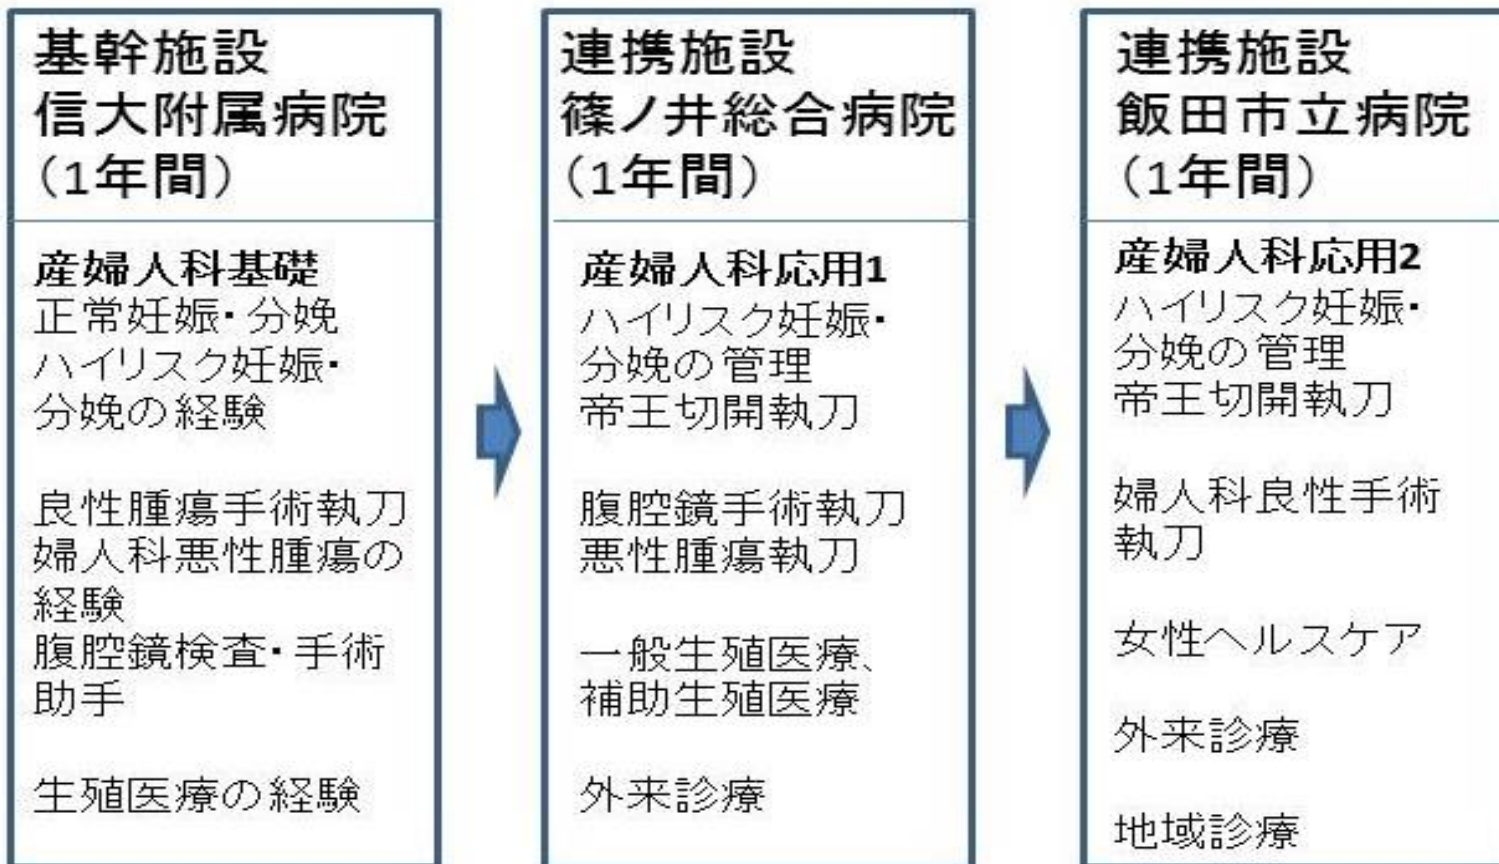 基幹施設
信大附属病院
（1年間）
産婦人科基礎
正常妊娠・分娩
ハイリスク妊娠・
分娩の経験
良性腫瘍手術執刀
婦人科悪性腫瘍の
経験
腹腔鏡検査・手術
助手
生殖医療の経験
連携施設
篠ノ井総合病院
（1年間）
産婦人科応用1
ハイリスク妊娠・
分娩の管理
帝王切開執刀
腹腔鏡手術執刀
悪性腫瘍執刀
一般生殖医療、
補助生殖医療
外来診療
連携施設
飯田市立病院
（1年間）
産婦人科応用2
ハイリスク妊娠・
分娩の管理
帝王切開執刀
婦人科良性手術
執刀
女性ヘルスケア
外来診療
地域診療